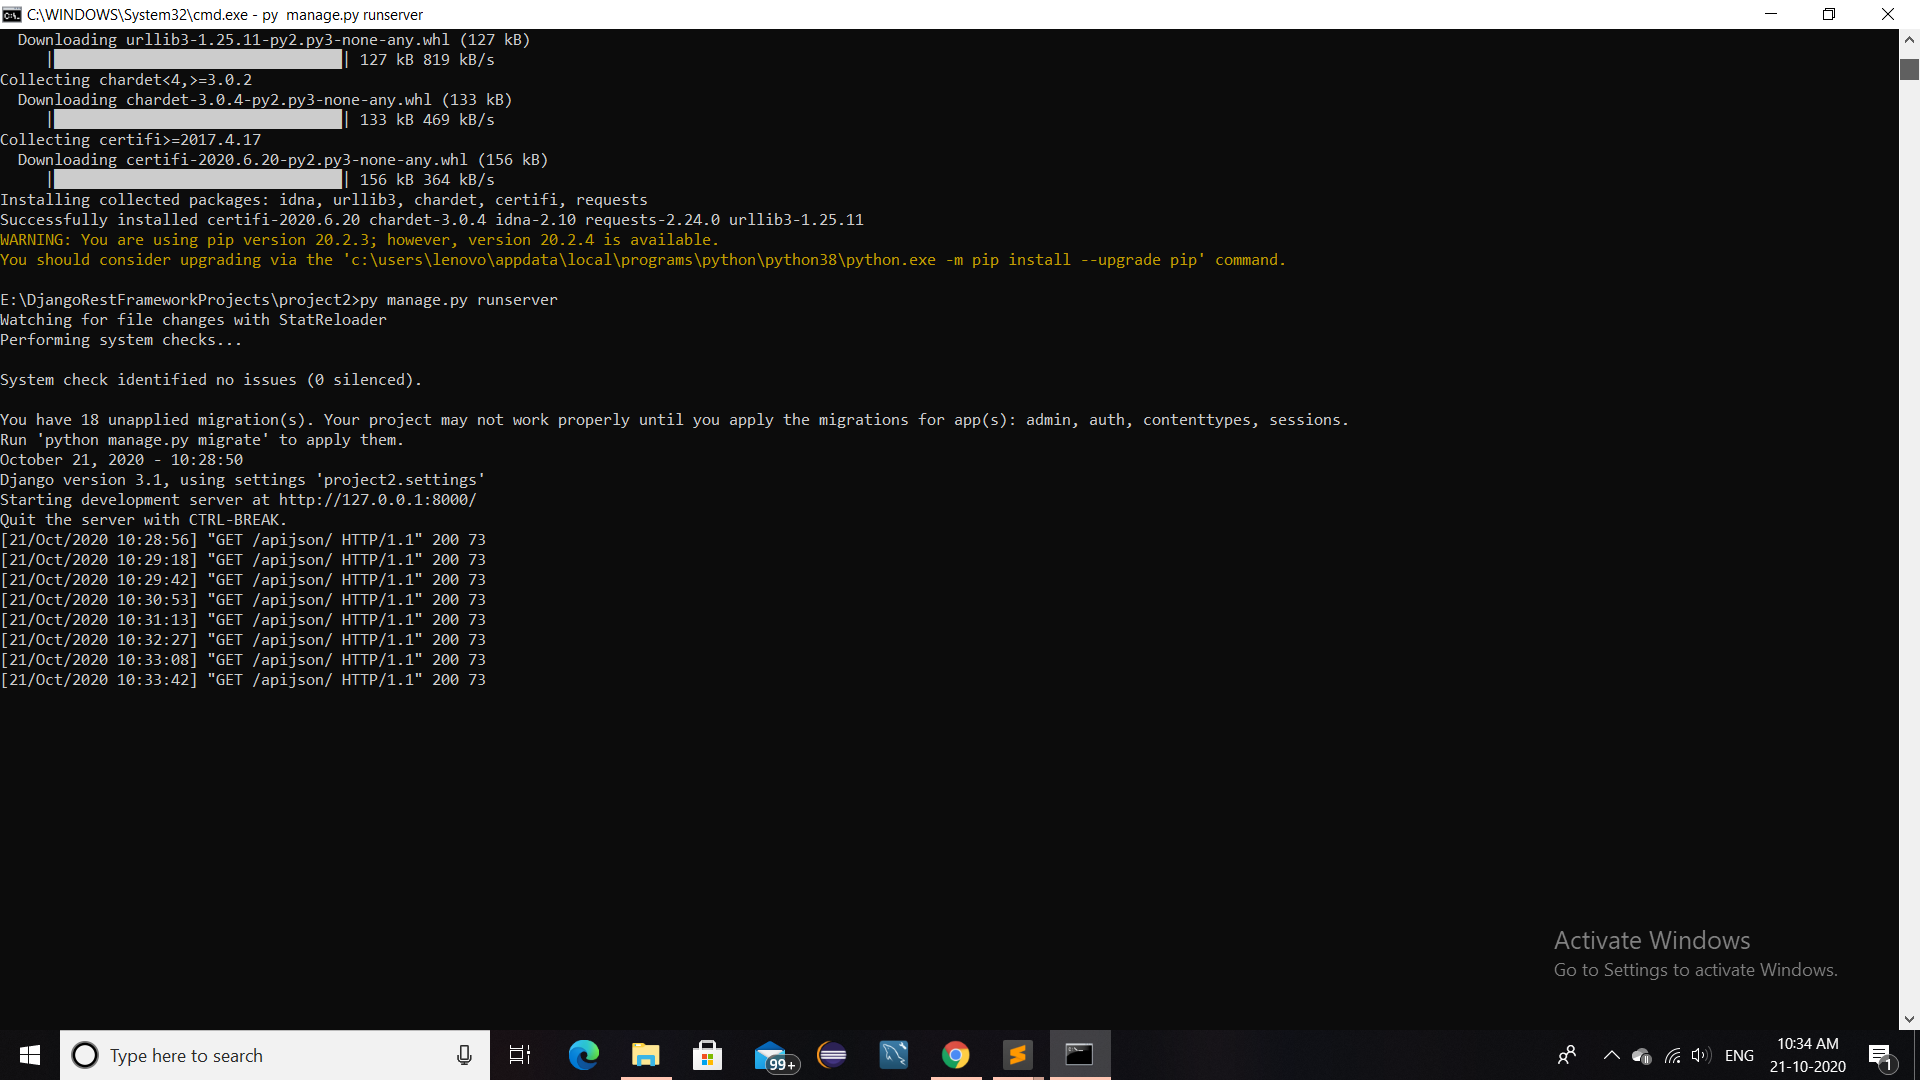 C:\WINDOWS\System32\cmd.exe - py  manage.py runserver
Downloading urllib3-1.25.11-py2.py3-none-any.whl (127 kB)
| | 127 kB 819 kB/s
Collecting chardet<4,>=3.0.2
Downloading chardet-3.0.4-py2.py3-none-any.whl (133 kB)
| | 133 kB 469 kB/s
Collecting certifi>=2017.4.17
Downloading certifi-2020.6.20-py2.py3-none-any.whl (156 kB)
| | 156 kB 364 kB/s
Installing collected packages: idna, urllib3, chardet, certifi, requests
Successfully installed certifi-2020.6.20 chardet-3.0.4 idna-2.10 requests-2.24.0 urllib3-1.25.11
WARNING: You are using pip version 20.2.3; however, version 20.2.4 is available.
You should consider upgrading via the 'c:\users\lenovo\appdata\local\programs\python\python38\python.exe -m pip install --upgrade pip' command.
E:\DjangoRestFrameworkProjects\project2>py manage.py runserver
Watching for file changes with StatReloader
Performing system checks...
System check identified no issues (0 silenced).
You have 18 unapplied migration(s). Your project may not work properly until you apply the migrations for app(s): admin, auth, contenttypes, sessions.
Run 'python manage.py migrate' to apply them.
October 21, 2020 - 10:28:50
Django version 3.1, using settings 'project2.settings'
Starting development server at http://127.0.0.1:8000/
Quit the server with CTRL-BREAK.
[21/Oct/2020 10:28:56] "GET /apijson/ HTTP/1.1" 200 73
[21/Oct/2020 10:29:18] "GET /apijson/ HTTP/1.1" 200 73
[21/Oct/2020 10:29:42] "GET /apijson/ HTTP/1.1" 200 73
[21/Oct/2020 10:30:53] "GET /apijson/ HTTP/1.1" 200 73
[21/Oct/2020 10:31:13] "GET /apijson/ HTTP/1.1" 200 73
[21/Oct/2020 10:32:27] "GET /apijson/ HTTP/1.1" 200 73
[21/Oct/2020 10:33:08] "GET /apijson/ HTTP/1.1" 200 73
[21/Oct/2020 10:33:42] "GET /apijson/ HTTP/1.1" 200 73
Activate Windows
Go to Settings to activate Windows.
Type here to search
99+
ENG
10:34 AM
21-10-2020
1